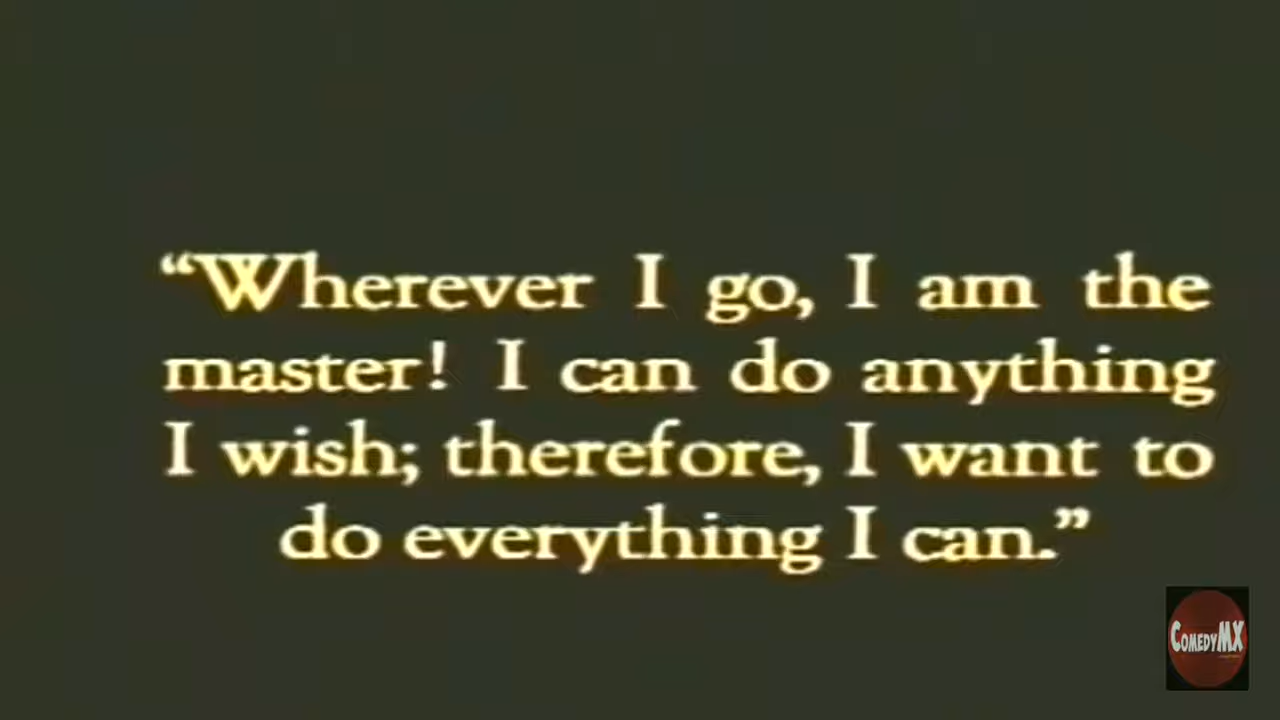 “Wherever I go, I am the
master! I can do anything
I wish; therefore, I want to
do everything I can.”
COMEDYMX